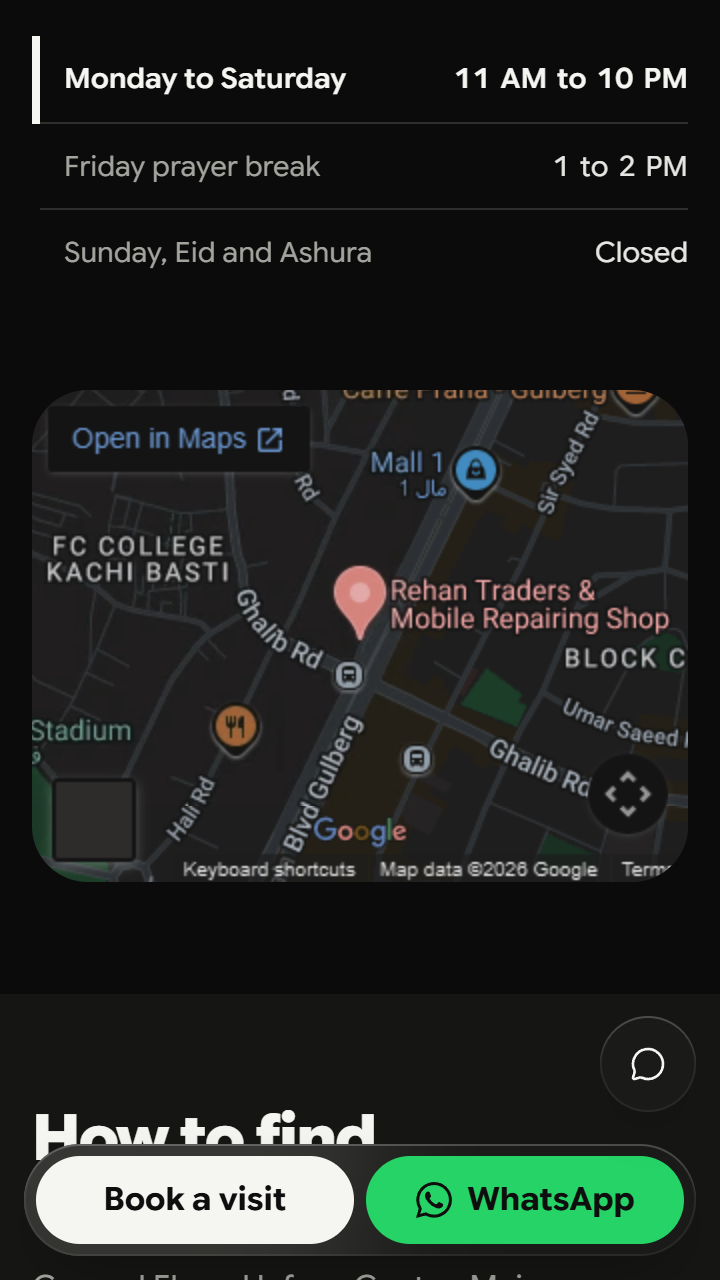 Monday to Saturday 11 AM to 10 PM
Friday prayer break 1 to 2 PM
Sunday, Eid and Ashura Closed
Gulberg
Open in Maps
Mall 1
مال 1
Rd
Sir Syed Rd
FC COLLEGE
KACHI BASTI
Rehan Traders &
Mobile Repairing Shop
Ghalib Rd
BLOCK C
Stadium
Umar Saeed
Ghalib Rd
Hali Rd
Blvd Gulberg
Google
Keyboard shortcuts Map data ©2026 Google
How to find
Book a visit WhatsApp